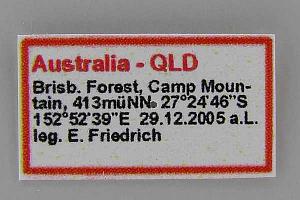 Australia - QLD
Brisb. Forest, Camp Moun-
tain, 413müNN. 27°24'46"S
152°52'39"E 29.12.2005 a.L.
leg. E. Friedrich